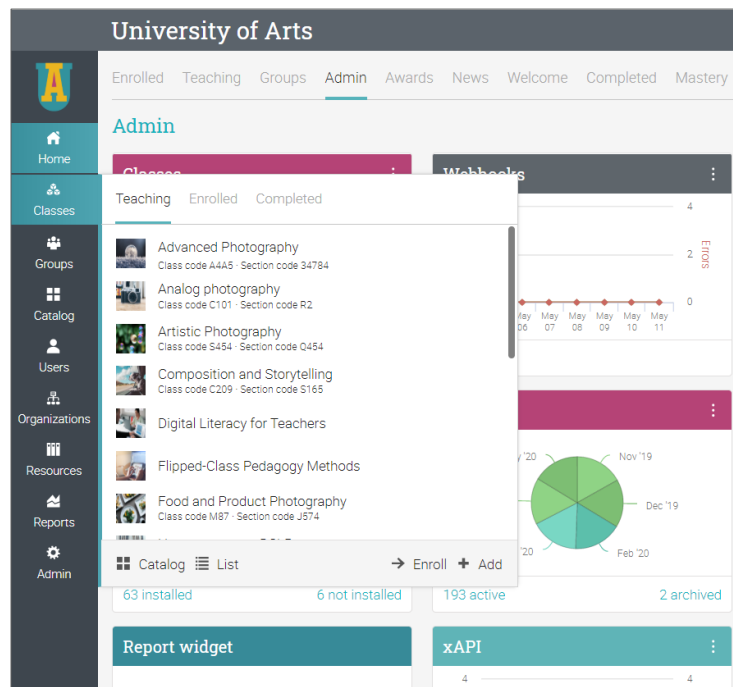 University of Arts
Enrolled Teaching Groups Admin Awards News Welcome Completed Mastery
Home
Classes
Groups
Catalog
Users
Organizations
Resources
Reports
Admin
Admin
Classes
Webhooks
Teaching Enrolled Completed
Advanced Photography
Class code A4A5 · Section code 34784
Analog photography
Class code C101 · Section code R2
Artistic Photography
Class code S454 · Section code Q454
Composition and Storytelling
Class code C209 · Section code S165
Digital Literacy for Teachers
Flipped-Class Pedagogy Methods
Food and Product Photography
Class code M87 · Section code J574
Catalog List Enroll Add
4
2
0
Errors
May 06
May 07
May 08
May 09
May 10
May 11
'20
Nov '19
Dec '19
'20
Feb '20
63 installed 6 not installed
193 active 2 archived
Report widget
xAPI
4 4